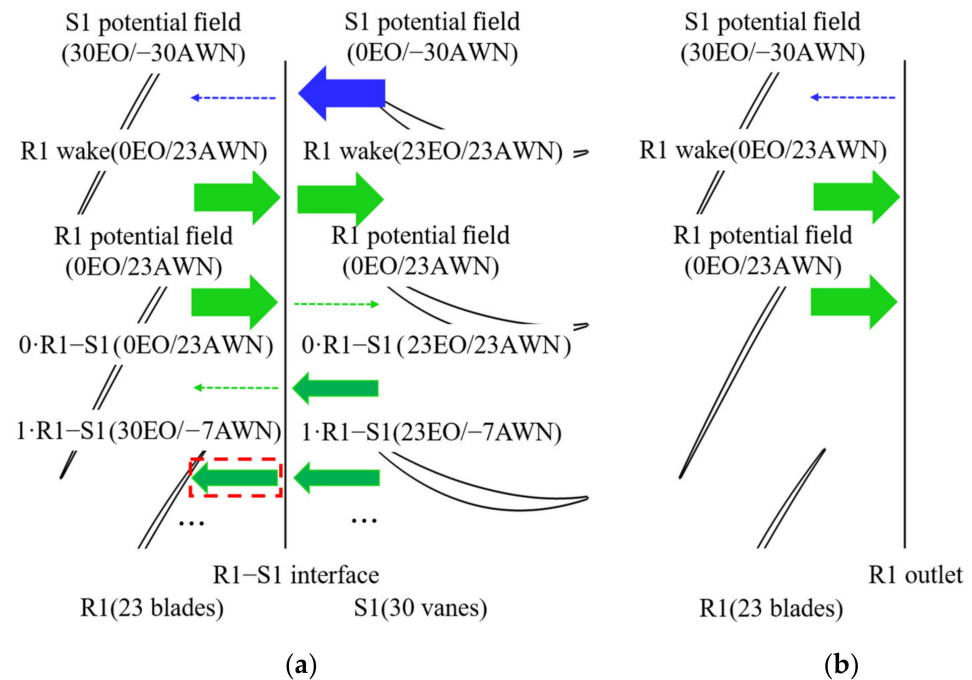 S1 potential field
(30EO/−30AWN)
S1 potential field
(0EO/−30AWN)
R1 wake(0EO/23AWN)
R1 wake(23EO/23AWN)
R1 potential field
(0EO/23AWN)
R1 potential field
(0EO/23AWN)
0·R1−S1(0EO/23AWN)
0·R1−S1(23EO/23AWN)
1·R1−S1(30EO/−7AWN)
1·R1−S1(23EO/−7AWN)
...
...
R1−S1 interface
R1(23 blades)
S1(30 vanes)
(a)
S1 potential field
(30EO/−30AWN)
R1 wake(0EO/23AWN)
R1 potential field
(0EO/23AWN)
R1 outlet
R1(23 blades)
(b)